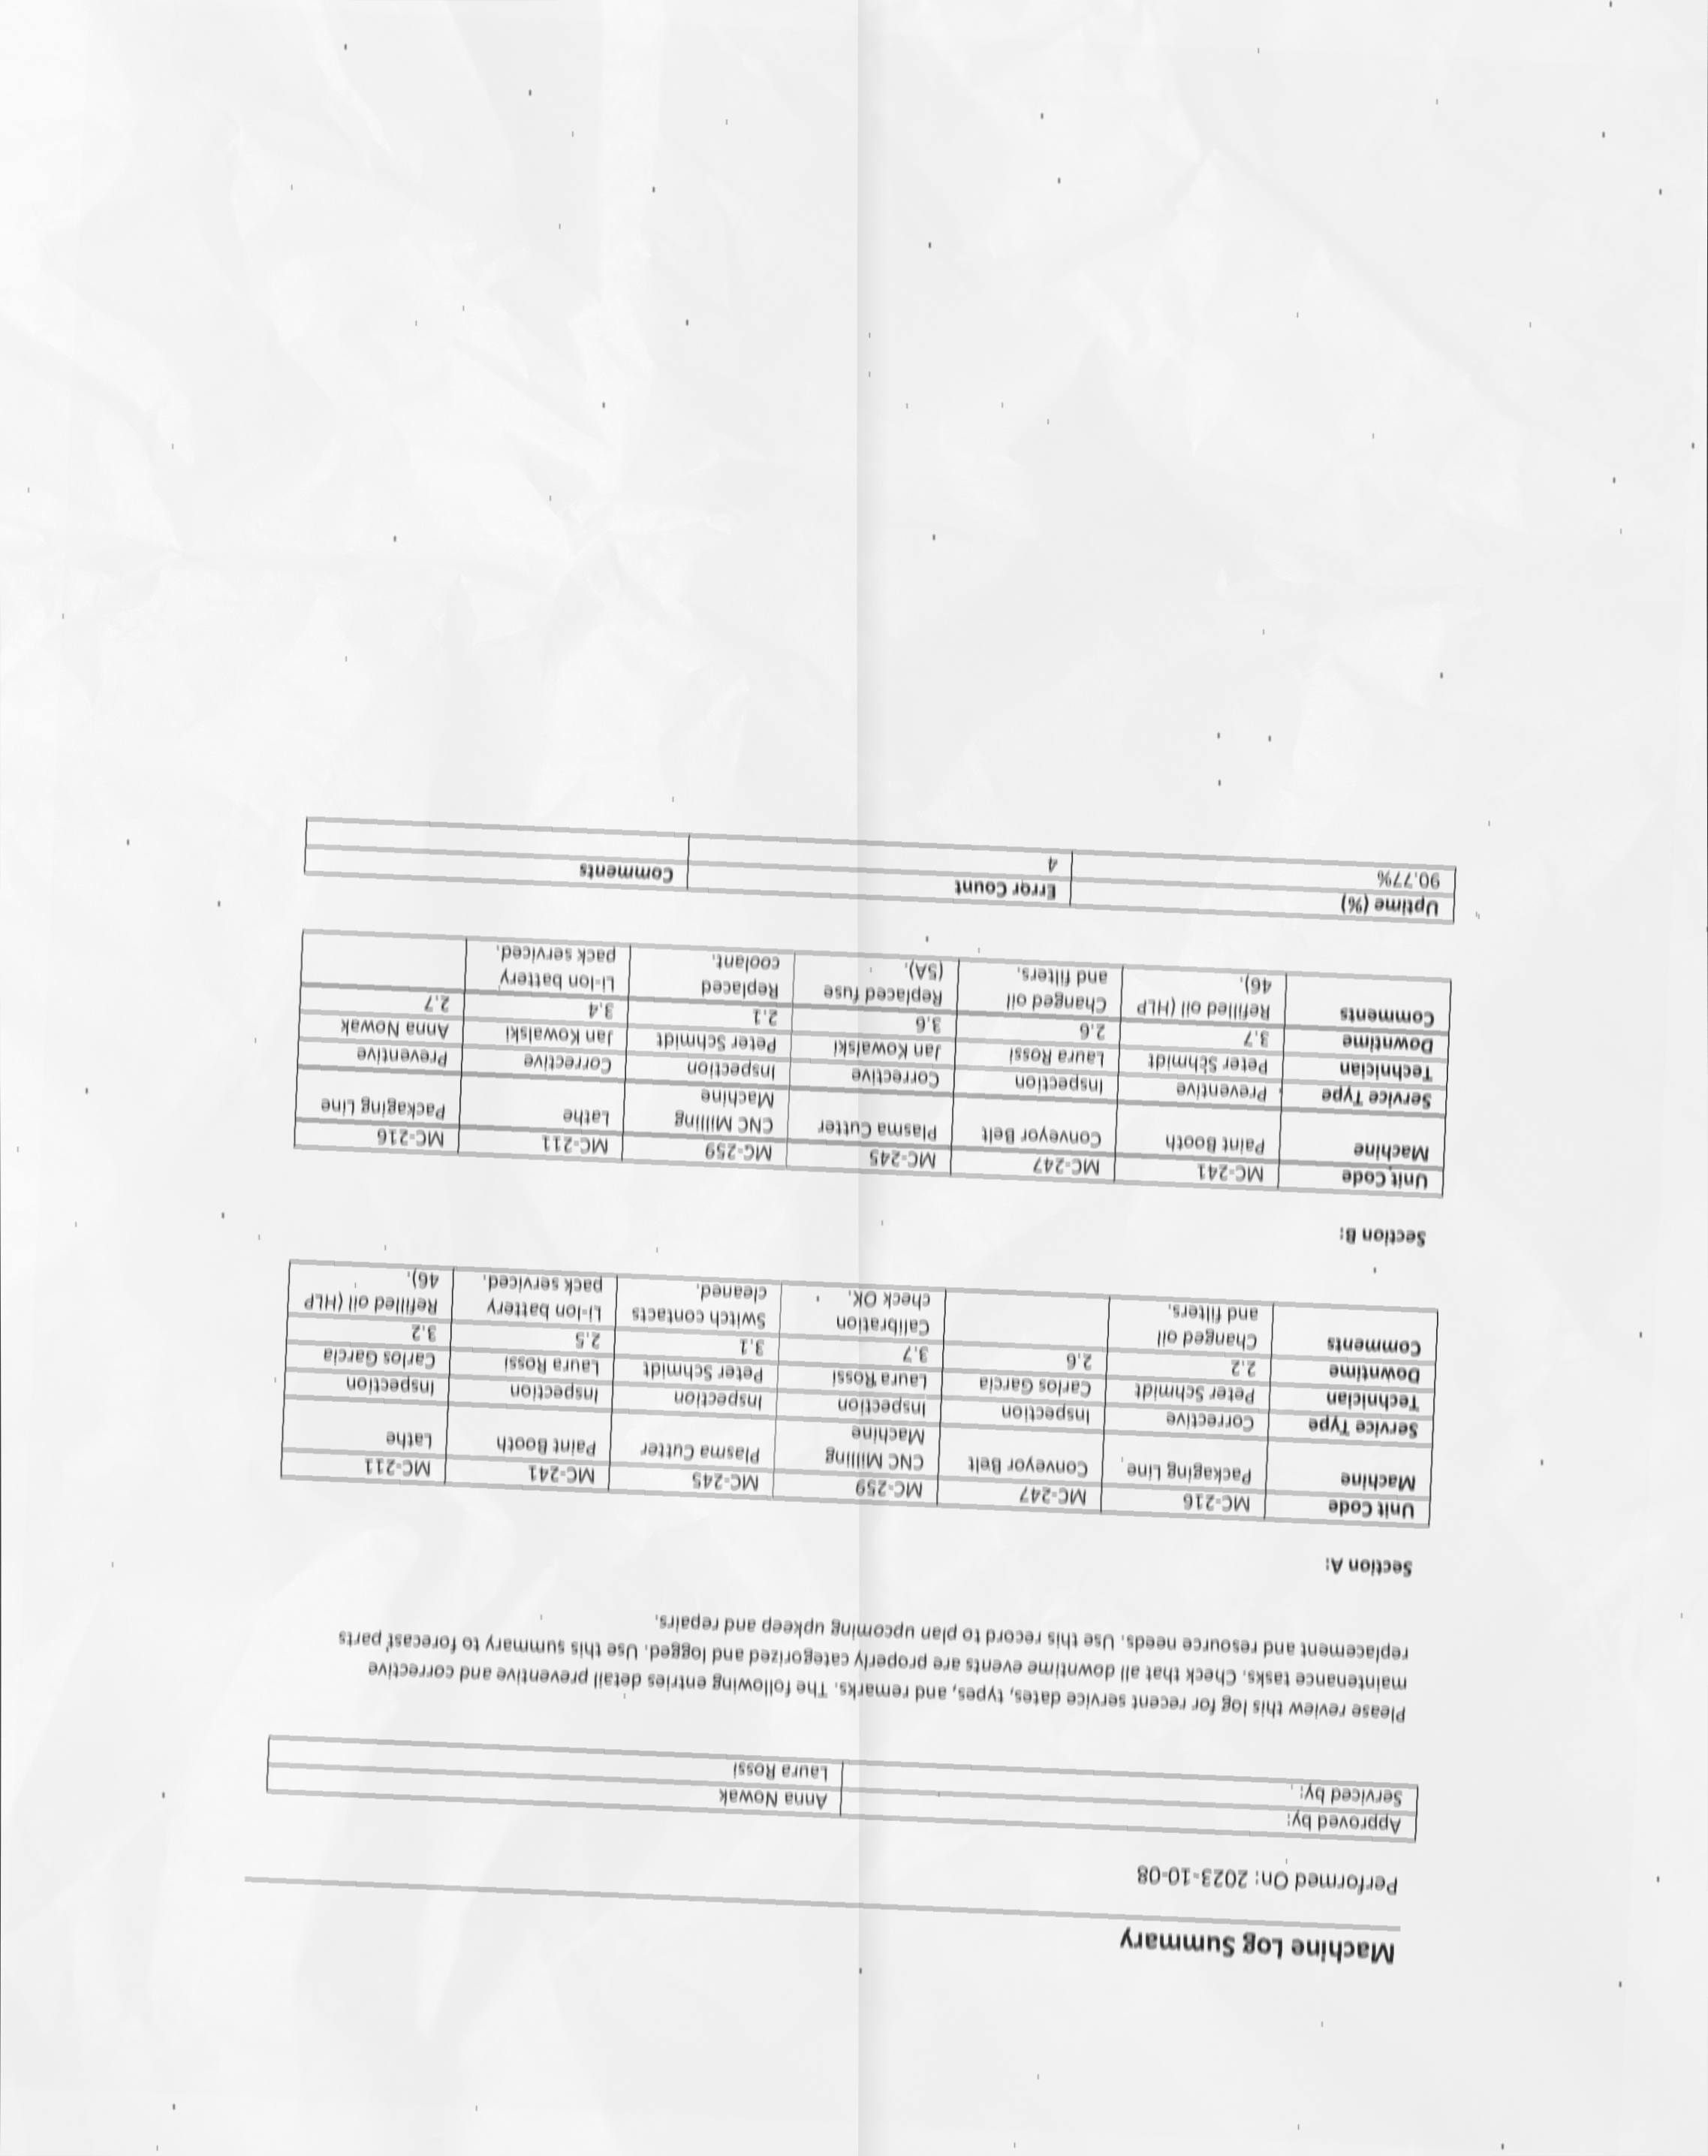 Machine Log Summary
Performed On: 2023-10-08
Approved by: Anna Nowak
Serviced by: Laura Rossi
Please review this log for recent service dates, types, and remarks. The following entries detail preventive and corrective
maintenance tasks. Check that all downtime events are properly categorized and logged. Use this summary to forecast parts
replacement and resource needs. Use this record to plan upcoming upkeep and repairs.
Section A:
Unit Code MC-216 MC-247 MC-259 MC-245 MC-241 MC-211
Machine Packaging Line Conveyor Belt CNC Milling Machine Plasma Cutter Paint Booth Lathe
Service Type Corrective Inspection Inspection Inspection Inspection Inspection
Technician Peter Schmidt Carlos Garcia Laura Rossi Peter Schmidt Laura Rossi Carlos Garcia
Downtime 2.2 2.6 3.7 3.1 2.5 3.2
Comments Changed oil and filters. Calibration check OK. Switch contacts cleaned. Li-Ion battery pack serviced. Refilled oil (HLP 46).
Section B:
Unit Code MC-241 MC-247 MC-245 MC-259 MC-211 MC-216
Machine Paint Booth Conveyor Belt Plasma Cutter CNC Milling Machine Lathe Packaging Line
Service Type Preventive Inspection Corrective Inspection Corrective Preventive
Technician Peter Schmidt Laura Rossi Jan Kowalski Peter Schmidt Jan Kowalski Anna Nowak
Downtime 3.7 2.6 3.6 2.1 3.4 2.7
Comments Refilled oil (HLP 46). Changed oil and filters. Replaced fuse (5A). Replaced coolant. Li-Ion battery pack serviced.
Uptime (%) Error Count Comments
90.77% 4